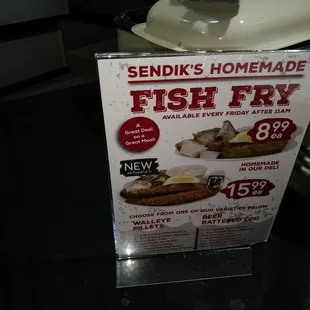 SENDIK'S HOMEMADE
FISH FRY
AVAILABLE EVERY FRIDAY AFTER 11AM
A
Great Deal
on a
Great Meal!
8.99
ea
HOMEMADE
IN OUR DELI
NEW
15.99
ea
CHOOSE FROM ONE OF OUR VARIETIES BELOW
WALLEYE
FILLETS
BEER
BATTERED COD